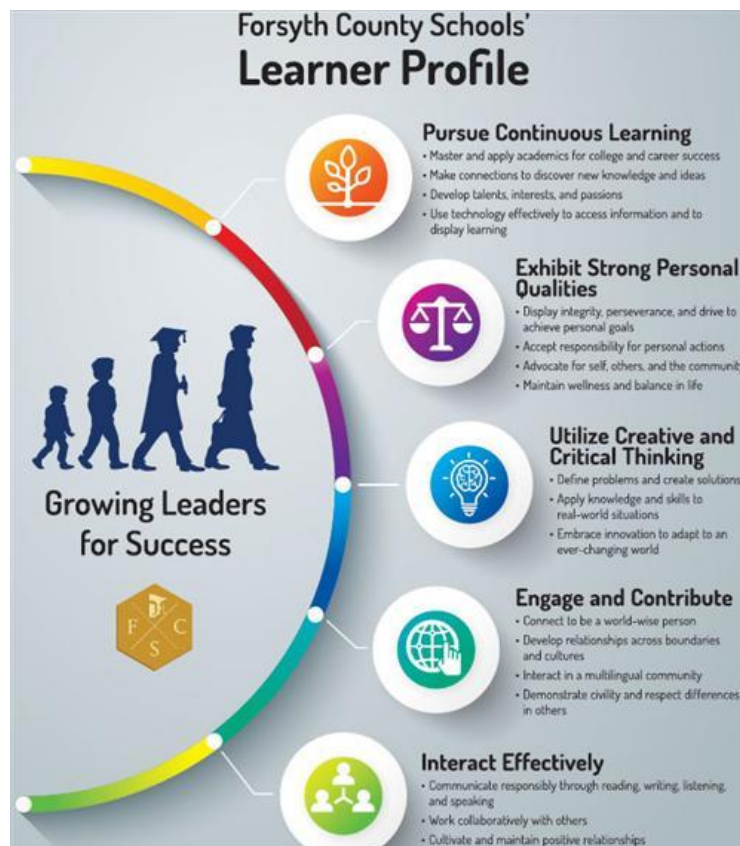 Forsyth County Schools'
Learner Profile
Pursue Continuous Learning
• Master and apply academics for college and career success
• Make connections to discover new knowledge and ideas
• Develop talents, interests, and passions
• Use technology effectively to access information and to
display learning
Exhibit Strong Personal
Qualities
• Display integrity, perseverance, and drive to
achieve personal goals
• Accept responsibility for personal actions
• Advocate for self, others, and the community
• Maintain wellness and balance in life
Utilize Creative and
Critical Thinking
• Define problems and create solutions
• Apply knowledge and skills to
real-world situations
• Embrace innovation to adapt to an
ever-changing world
Growing Leaders
for Success
F C
S
Engage and Contribute
• Connect to be a world-wise person
• Develop relationships across boundaries
and cultures
• Interact in a multilingual community
• Demonstrate civility and respect differences
in others
Interact Effectively
• Communicate responsibly through reading, writing, listening,
and speaking
• Work collaboratively with others
• Cultivate and maintain positive relationships